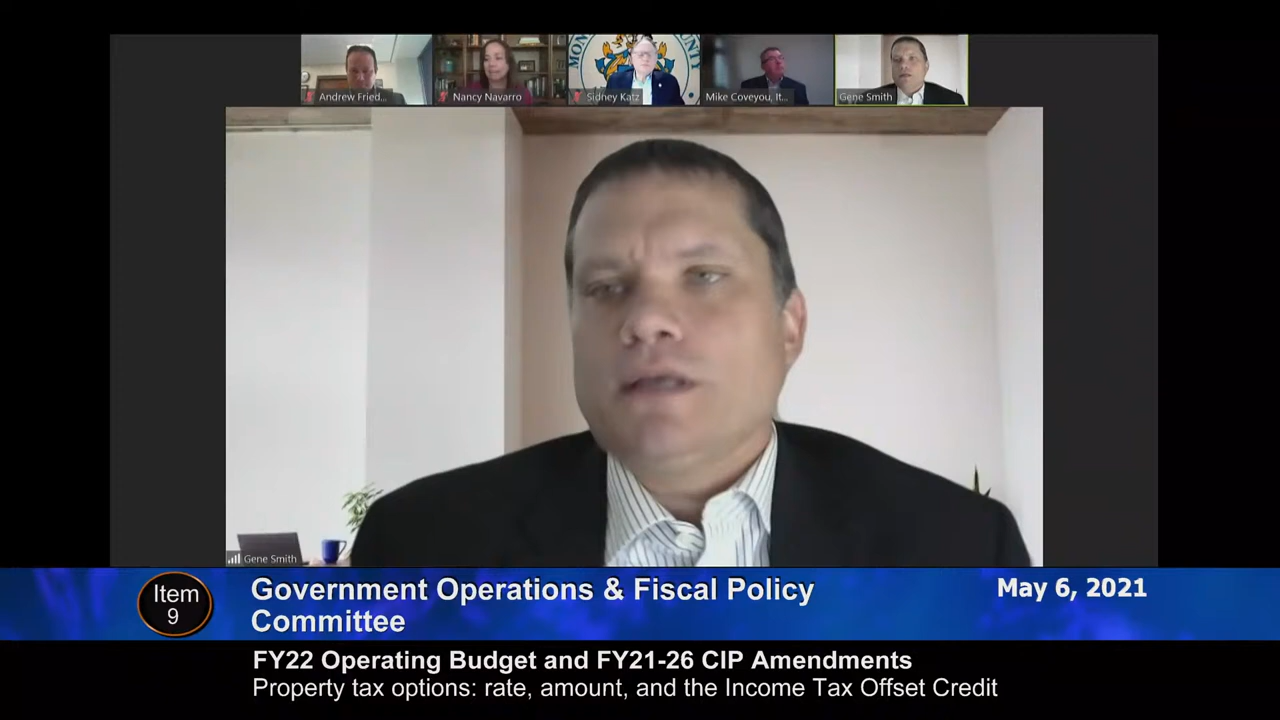 MON
UNTY
Andrew Fried...
Nancy Navarro
Sidney Katz
Mike Coveyou, It...
Gene Smith
Gene Smith
Item
9
Government Operations & Fiscal Policy
Committee
May 6, 2021
FY22 Operating Budget and FY21-26 CIP Amendments
Property tax options: rate, amount, and the Income Tax Offset Credit